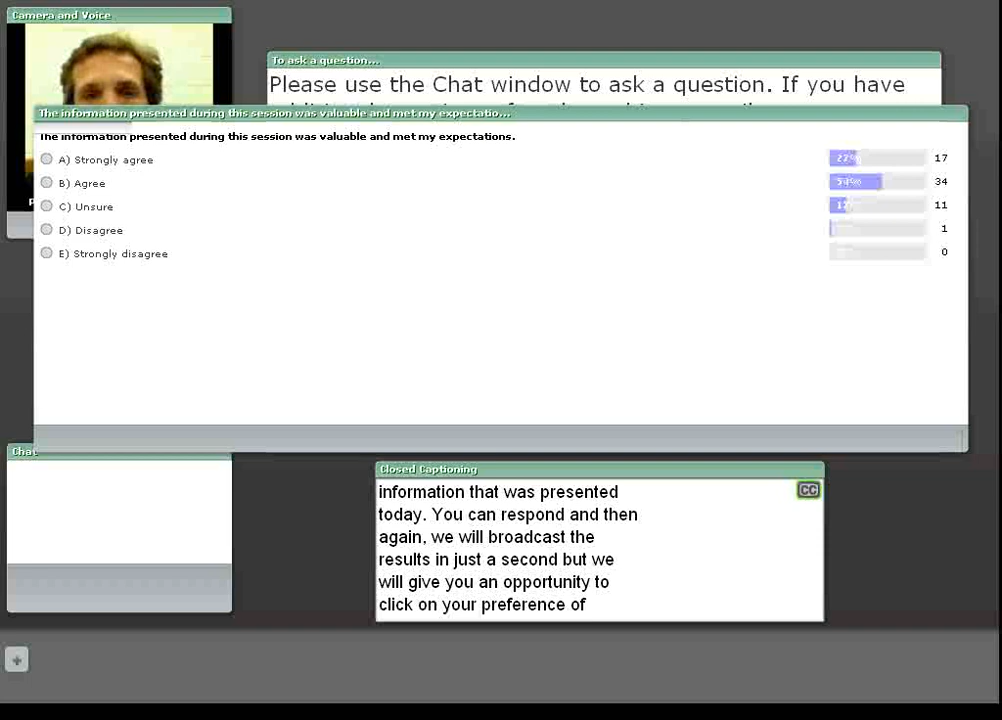 Camera and Voice
To ask a question...
Please use the Chat window to ask a question. If you have
The information presented during this session was valuable and met my expectatio...
The information presented during this session was valuable and met my expectations.
A) Strongly agree 17
B) Agree 34
C) Unsure 11
D) Disagree 1
E) Strongly disagree 0
Chat
Closed Captioning
information that was presented
today. You can respond and then
again, we will broadcast the
results in just a second but we
will give you an opportunity to
click on your preference of
CC